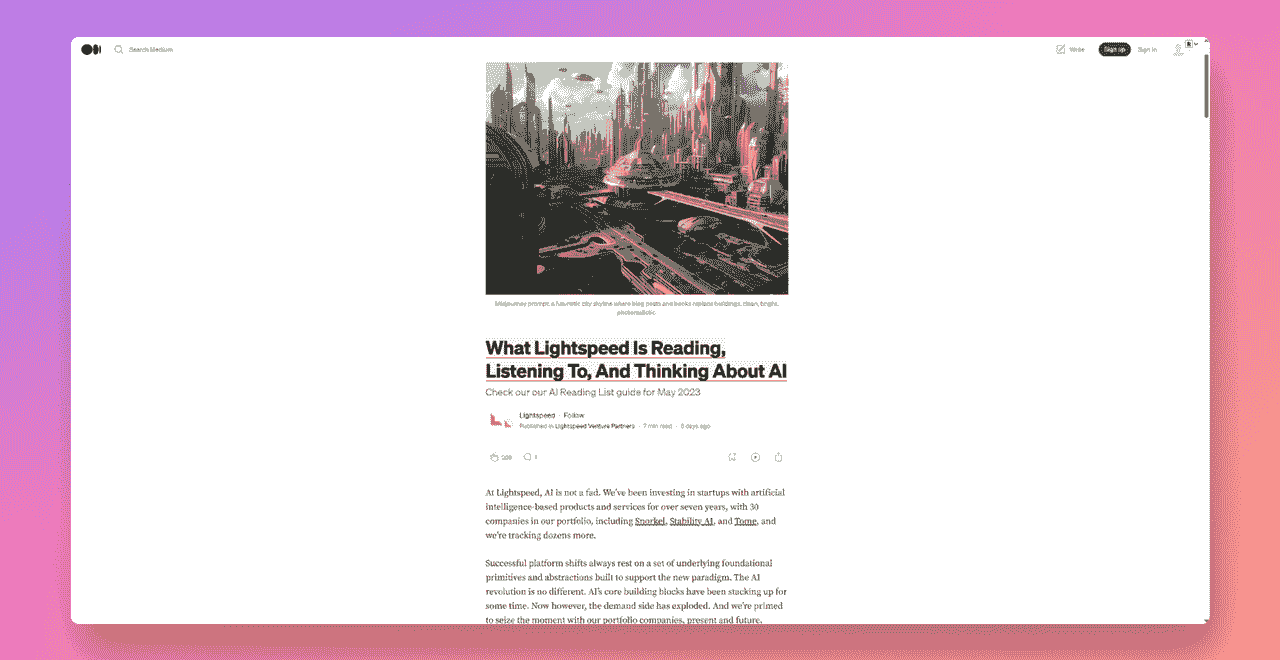 Search Medium
Write
Sign up
Sign In
Midjourney prompt: a futuristic city skyline where blog posts and books replace buildings, clean, bright,
photorealistic
What Lightspeed Is Reading,
Listening To, And Thinking About AI
Check our our AI Reading List guide for May 2023
Lightspeed · Follow
Published in Lightspeed Venture Partners · 7 min read · days ago
At Lightspeed, AI is not a fad. We've been investing in startups with artificial
intelligence-based products and services for over seven years, with 30
companies in our portfolio, including Snorkel, Stability AI, and Tome, and
we're tracking dozens more.
Successful platform shifts always rest on a set of underlying foundational
primitives and abstractions built to support the new paradigm. The AI
revolution is no different. AI's core building blocks have been stacking up for
some time. Now however, the demand side has exploded. And we're primed
to seize the moment with our portfolio companies, present and future.